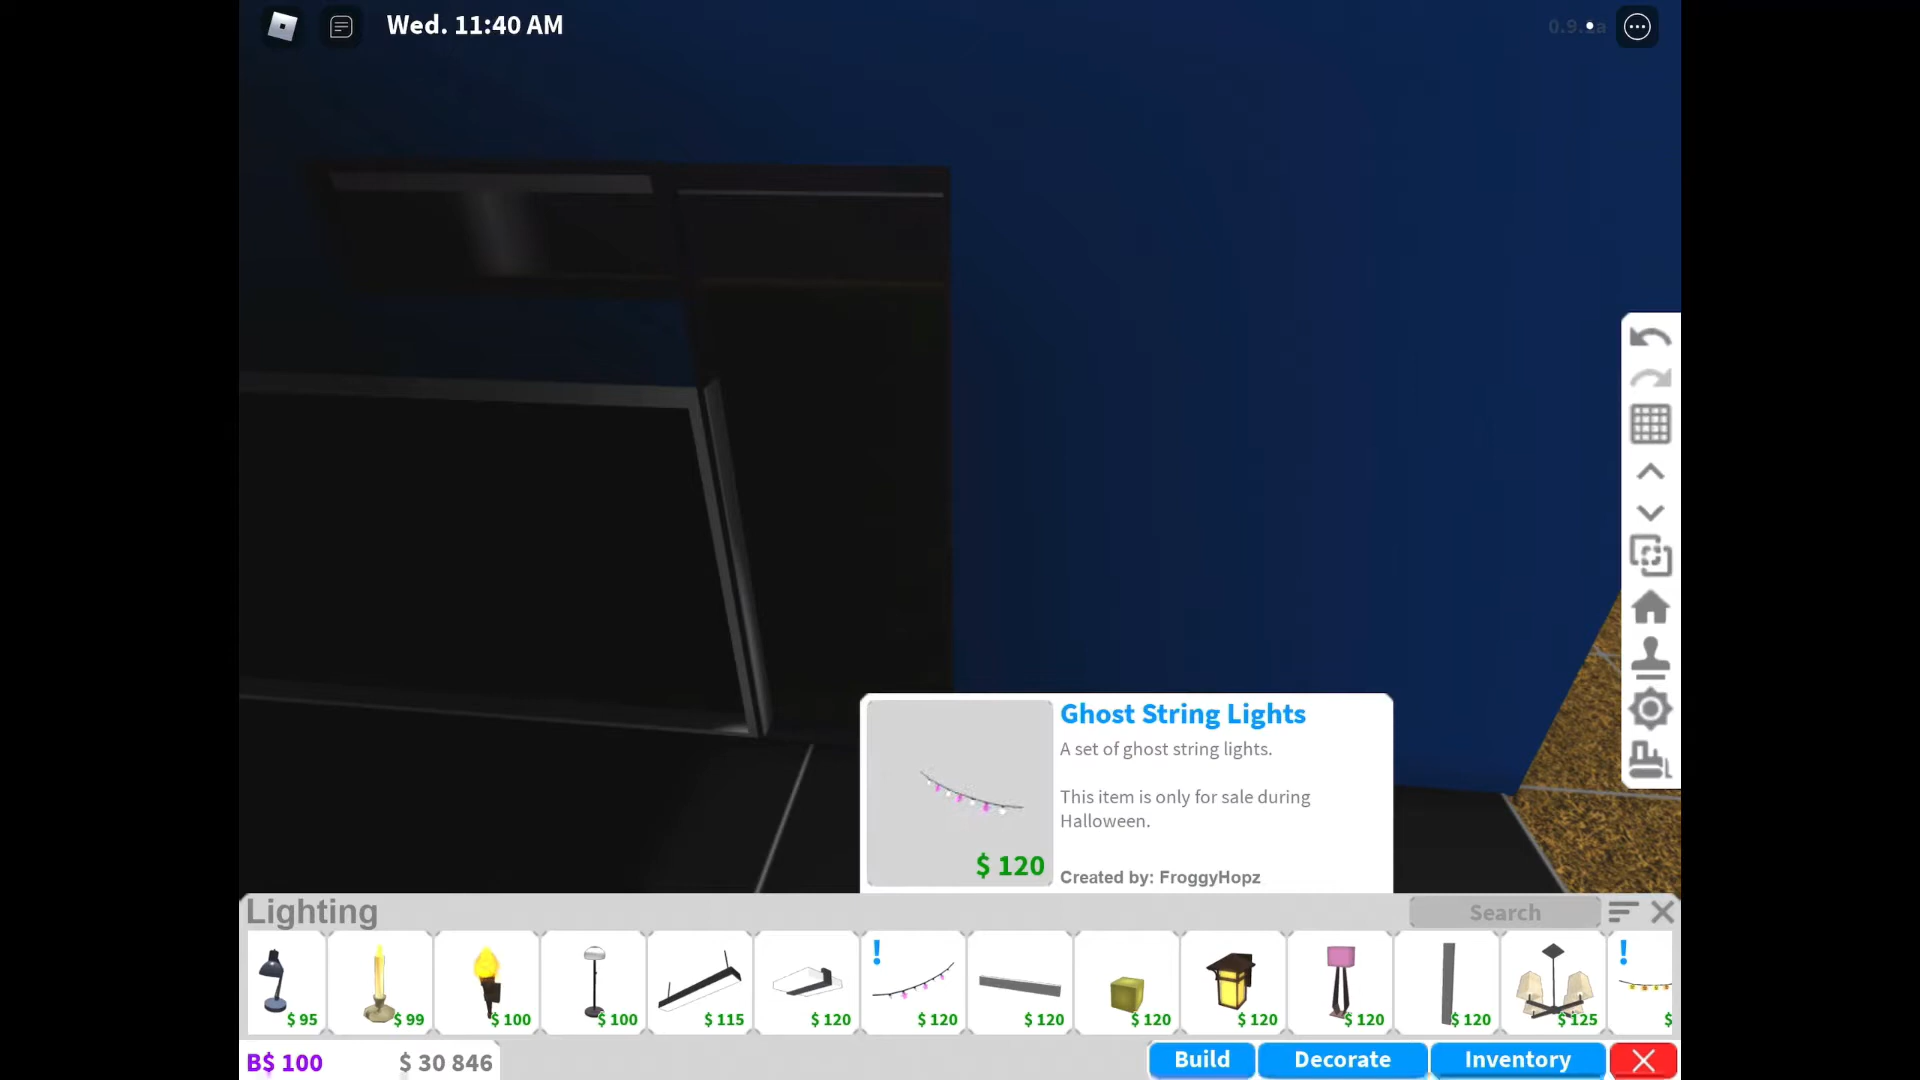 Wed. 11:40 AM
Ghost String Lights
A set of ghost string lights.
This item is only for sale during
Halloween.
$ 120
Created by: FroggyHopz
Lighting
Search
!
!
$ 95
$ 99
$ 100
$ 100
$ 115
$ 120
$ 120
$ 120
$ 120
$ 120
$ 120
$ 120
$ 125
$
B$ 100
$ 30 846
Build
Decorate
Inventory